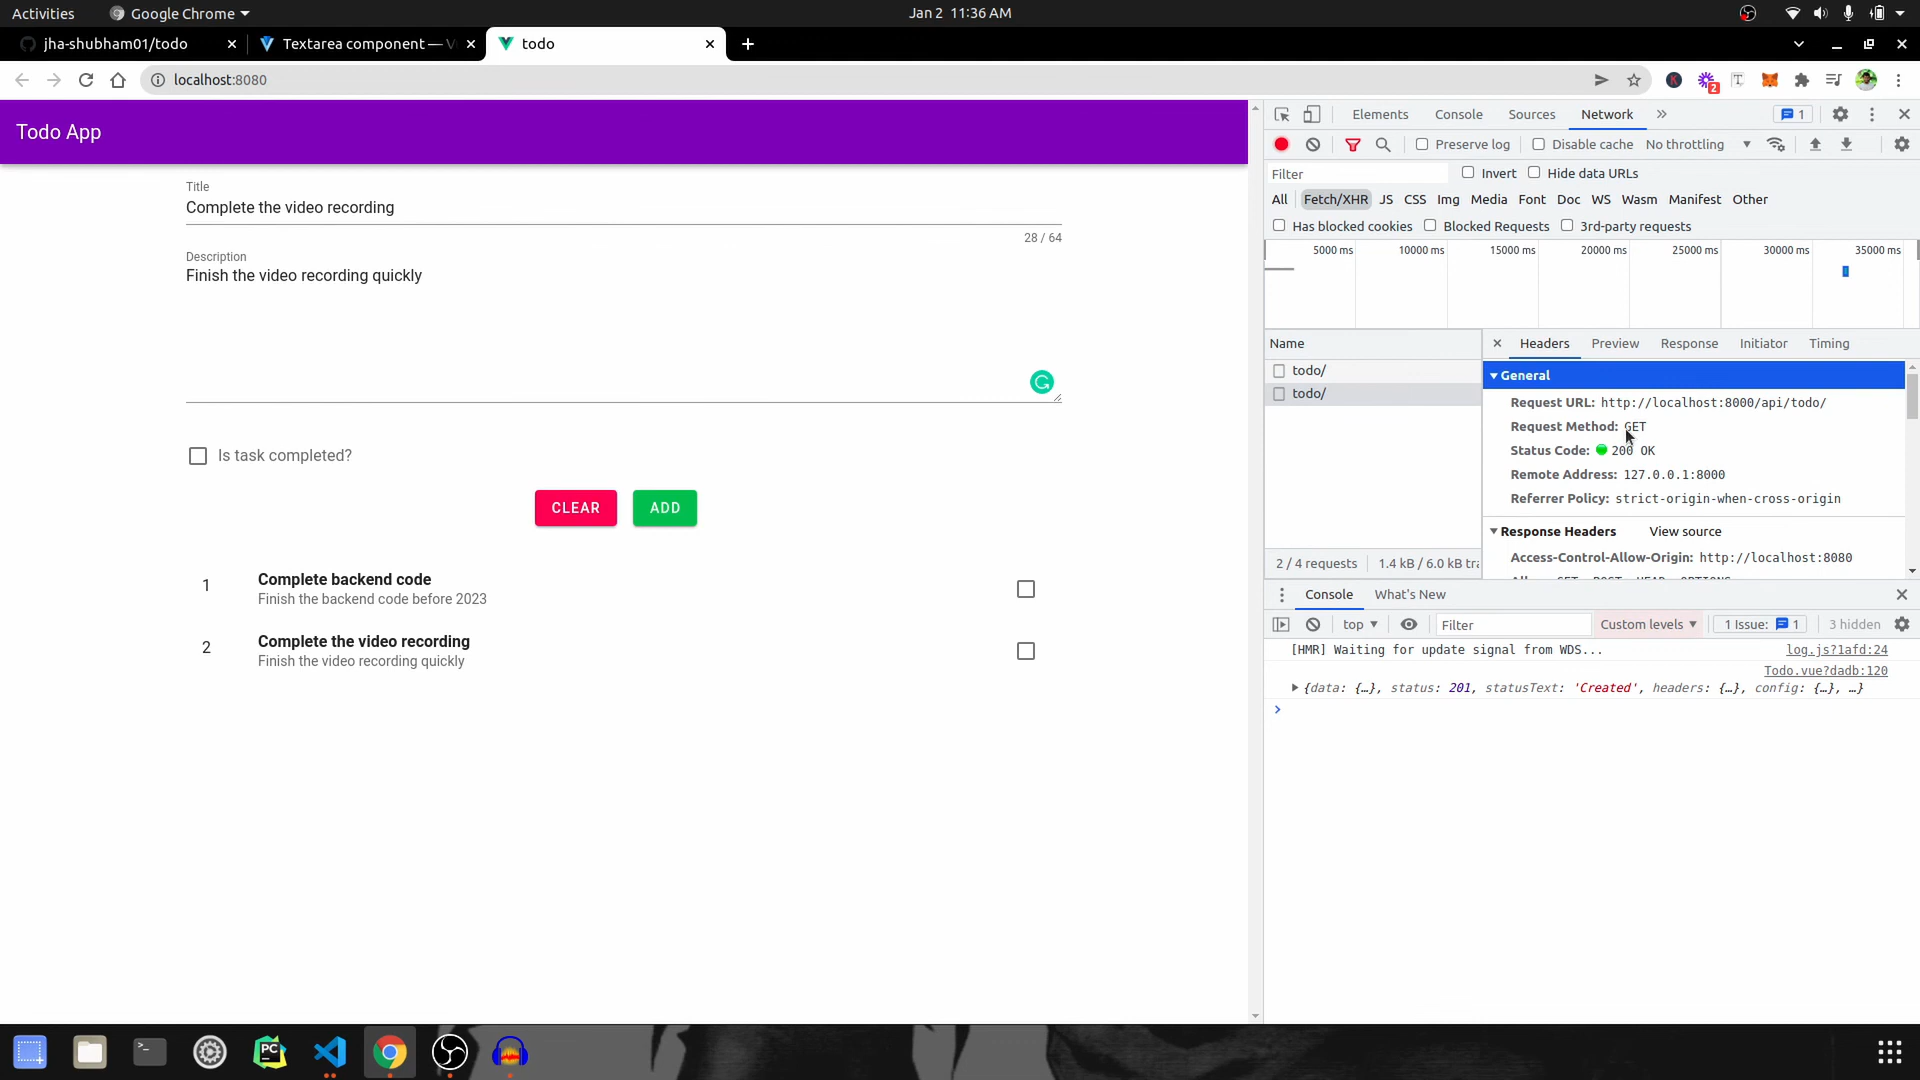 Activities
Google Chrome
Jan 2 11:36 AM
jha-shubham01/todo
Textarea component — V
todo
localhost:8080
2
Todo App
Title
Complete the video recording
28 / 64
Description
Finish the video recording quickly
Is task completed?
CLEAR
ADD
1
Complete backend code
Finish the backend code before 2023
2
Complete the video recording
Finish the video recording quickly
Elements
Console
Sources
Network
1
Preserve log
Disable cache
No throttling
Filter
Invert
Hide data URLs
All
Fetch/XHR
JS
CSS
Img
Media
Font
Doc
WS
Wasm
Manifest
Other
Has blocked cookies
Blocked Requests
3rd-party requests
5000 ms
10000 ms
15000 ms
20000 ms
25000 ms
30000 ms
35000 ms
Name
todo/
todo/
2 / 4 requests
1.4 kB / 6.0 kB tra
Headers
Preview
Response
Initiator
Timing
General
Request URL: http://localhost:8000/api/todo/
Request Method: GET
Status Code: 200 OK
Remote Address: 127.0.0.1:8000
Referrer Policy: strict-origin-when-cross-origin
Response Headers
View source
Access-Control-Allow-Origin: http://localhost:8080
Console
What's New
top
Filter
Custom levels
1 Issue: 1
3 hidden
[HMR] Waiting for update signal from WDS...
log.js?1afd:24
Todo.vue?dadb:120
{data: {…}, status: 201, statusText: 'Created', headers: {…}, config: {…}, …}
PC